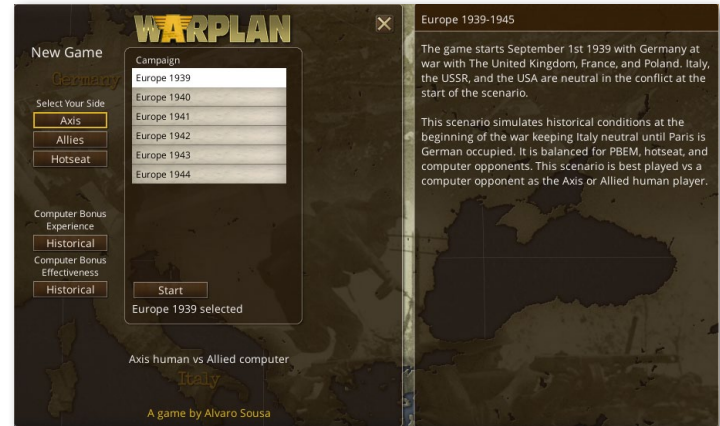 WARPLAN
New Game
Germany
Select Your Side
Axis
Allies
Hotseat
Computer Bonus
Experience
Historical
Computer Bonus
Effectiveness
Historical
Campaign
Europe 1939
Europe 1940
Europe 1941
Europe 1942
Europe 1943
Europe 1944
Start
Europe 1939 selected
Axis human vs Allied computer
Italy
A game by Alvaro Sousa
Europe 1939-1945
The game starts September 1st 1939 with Germany at
war with The United Kingdom, France, and Poland. Italy,
the USSR, and the USA are neutral in the conflict at the
start of the scenario.
This scenario simulates historical conditions at the
beginning of the war keeping Italy neutral until Paris is
German occupied. It is balanced for PBEM, hotseat, and
computer opponents. This scenario is best played vs a
computer opponent as the Axis or Allied human player.